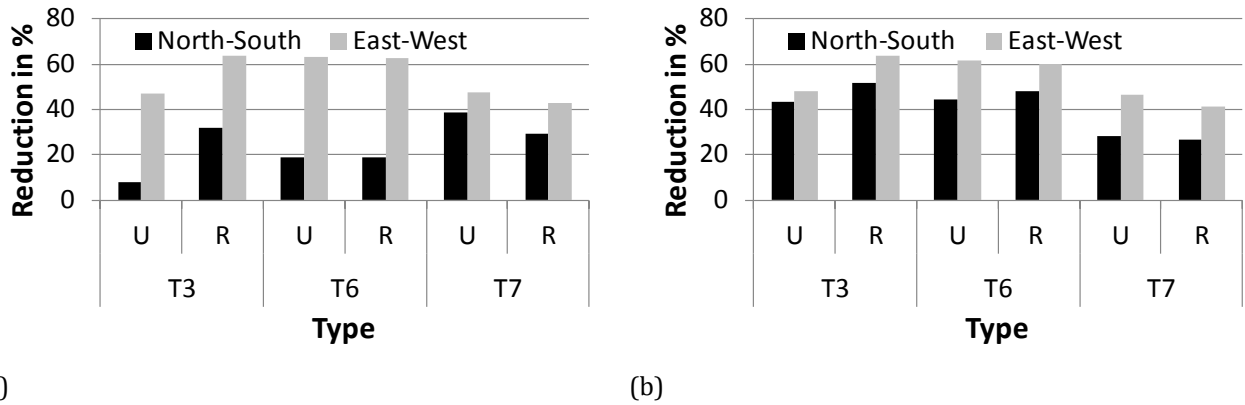 80
60
40
20
0
Reduction in %
North-South East-West
U R U R U R
T3 T6 T7
Type
)
80
60
40
20
0
Reduction in %
North-South East-West
U R U R U R
T3 T6 T7
Type
(b)